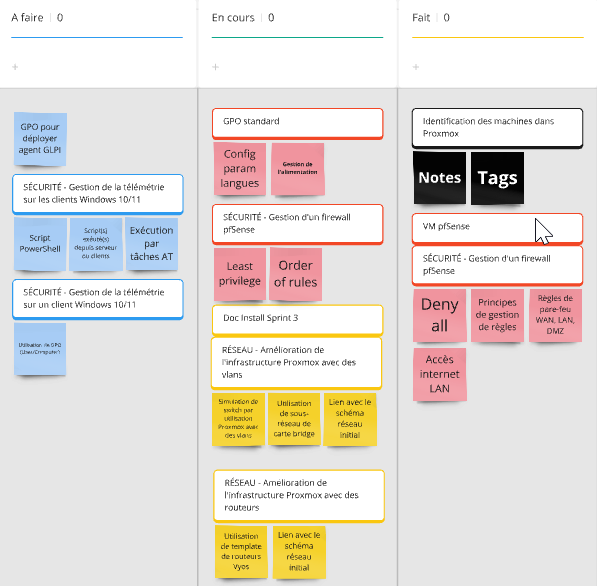 A faire | 0
+
GPO pour
déployer
agent GLPI
SÉCURITÉ - Gestion de la télémétrie
sur les clients Windows 10/11
Script
PowerShell
Script(s)
exécuté(s)
depuis serveur
ou clients
Exécution
par
tâches AT
SÉCURITÉ - Gestion de la télémétrie
sur un client Windows 10/11
Utilisation de GPO
(User/Computer)
En cours | 0
+
GPO standard
Config
param
langues
Gestion de
l'alimentation
SÉCURITÉ - Gestion d'un firewall
pfSense
Least
privilege
Order
of rules
Doc Install Sprint 3
RÉSEAU - Amélioration de
l'infrastructure Proxmox avec des
vlans
Simulation de
switch par
utilisation
Proxmox avec
des vlans
Utilisation
de sous-
réseau de
carte bridge
Lien avec le
schéma
réseau
initial
RÉSEAU - Amélioration de
l'infrastructure Proxmox avec des
routeurs
Utilisation
de template
de routeurs
Vyos
Lien avec le
schéma
réseau
initial
Fait | 0
+
Identification des machines dans
Proxmox
Notes
Tags
VM pfSense
SÉCURITÉ - Gestion d'un firewall
pfSense
Deny
all
Principes
de gestion
de règles
Règles de
pare-feu
WAN, LAN,
DMZ
Accès
internet
LAN